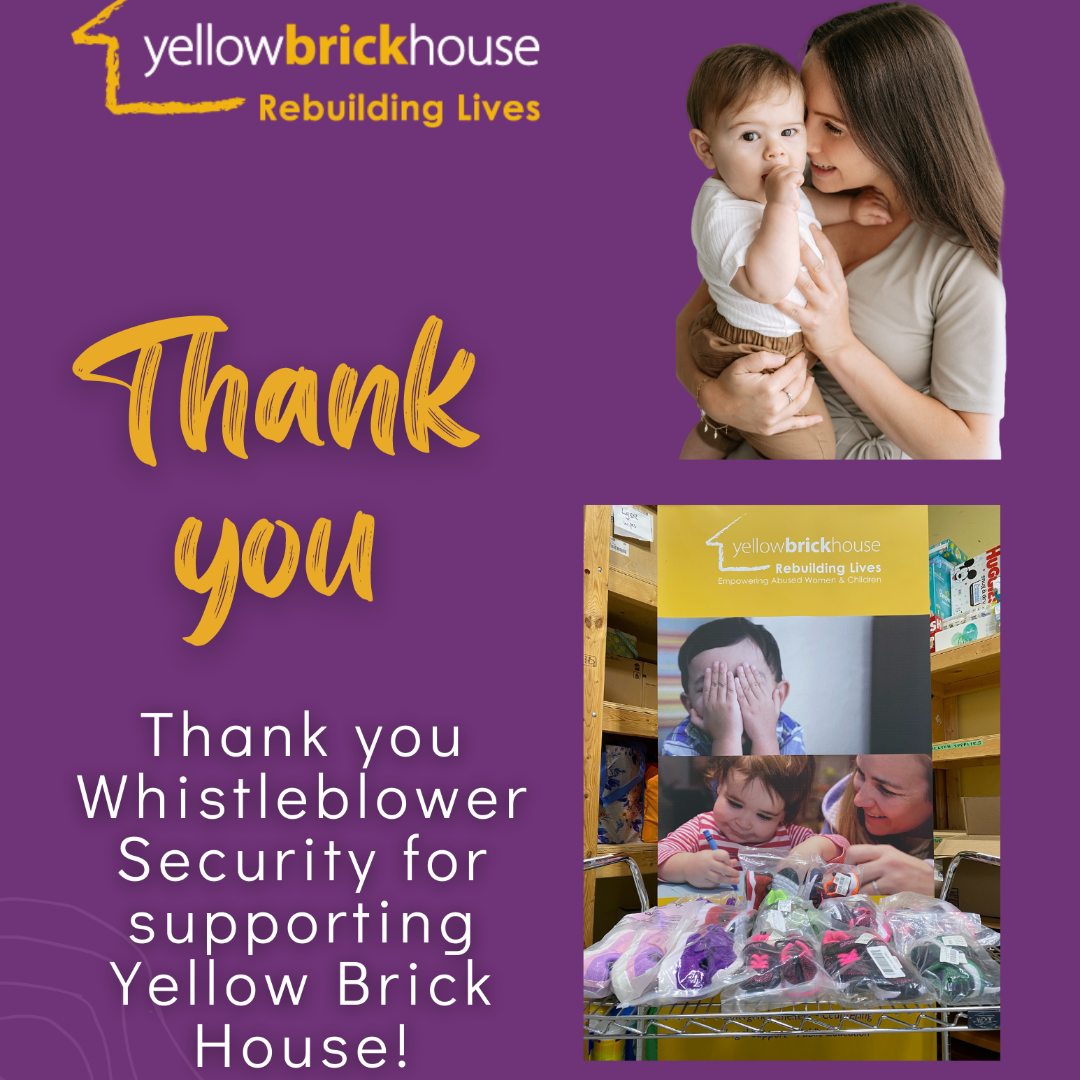 yellowbrickhouse
Rebuilding Lives
Thank
you
Thank you
Whistleblower
Security for
supporting
Yellow Brick
House!
yellowbrickhouse
Rebuilding Lives
Empowering Abused Women & Children
HUGGIES